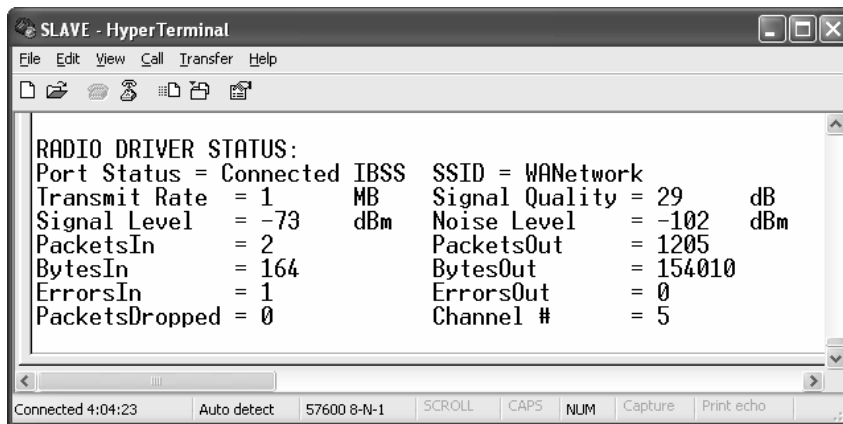 SLAVE - HyperTerminal
File Edit View Call Transfer Help
RADIO DRIVER STATUS:
Port Status = Connected IBSS SSID = WANetwork
Transmit Rate = 1 MB Signal Quality = 29 dB
Signal Level = -73 dBm Noise Level = -102 dBm
PacketsIn = 2 PacketsOut = 1205
BytesIn = 164 BytesOut = 154010
ErrorsIn = 1 ErrorsOut = 0
PacketsDropped = 0 Channel # = 5
Connected 4:04:23 Auto detect 57600 8-N-1 SCROLL CAPS NUM Capture Print echo